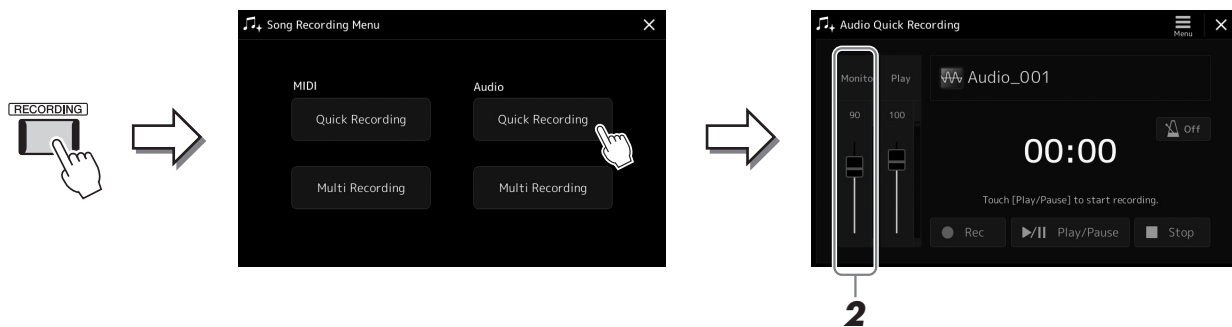 RECORDING
Song Recording Menu
MIDI
Audio
Quick Recording
Quick Recording
Multi Recording
Multi Recording
Audio Quick Recording
Menu
Monito
Play
90
100
Audio_001
Off
00:00
Touch [Play/Pause] to start recording.
Rec
Play/Pause
Stop
2